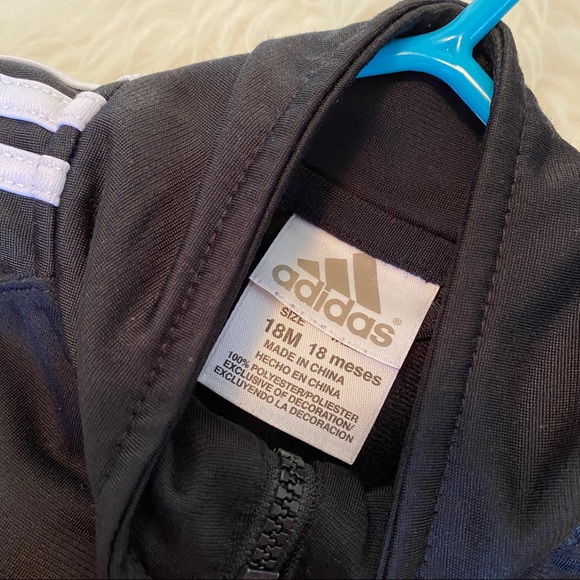 adidas®
SIZE
18M 18 meses
MADE IN CHINA
HECHO EN CHINA
100% POLYESTER/POLIESTER
EXCLUSIVE OF DECORATION/
EXCLUYENDO LA DECORACION